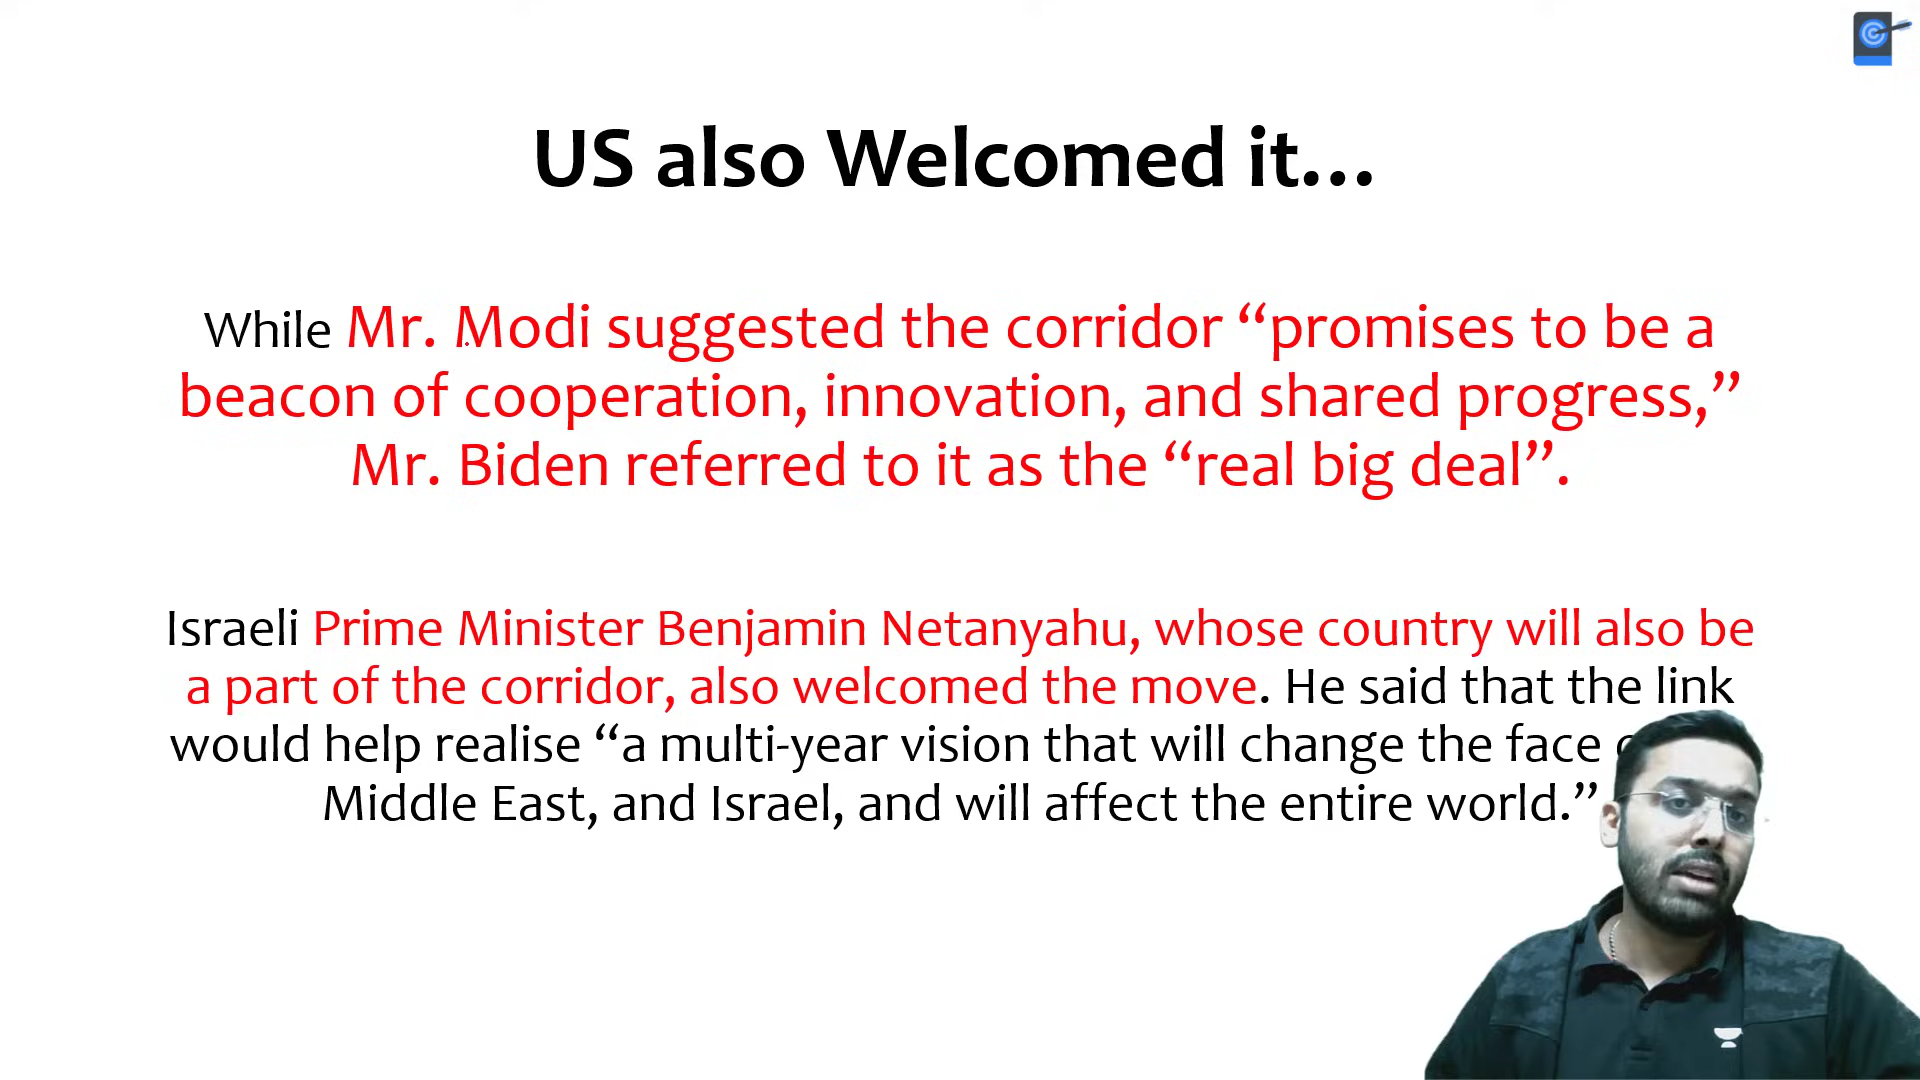 US also Welcomed it...
While Mr. Modi suggested the corridor “promises to be a
beacon of cooperation, innovation, and shared progress,”
Mr. Biden referred to it as the “real big deal”.
Israeli Prime Minister Benjamin Netanyahu, whose country will also be
a part of the corridor, also welcomed the move. He said that the link
would help realise “a multi-year vision that will change the face
Middle East, and Israel, and will affect the entire world.”